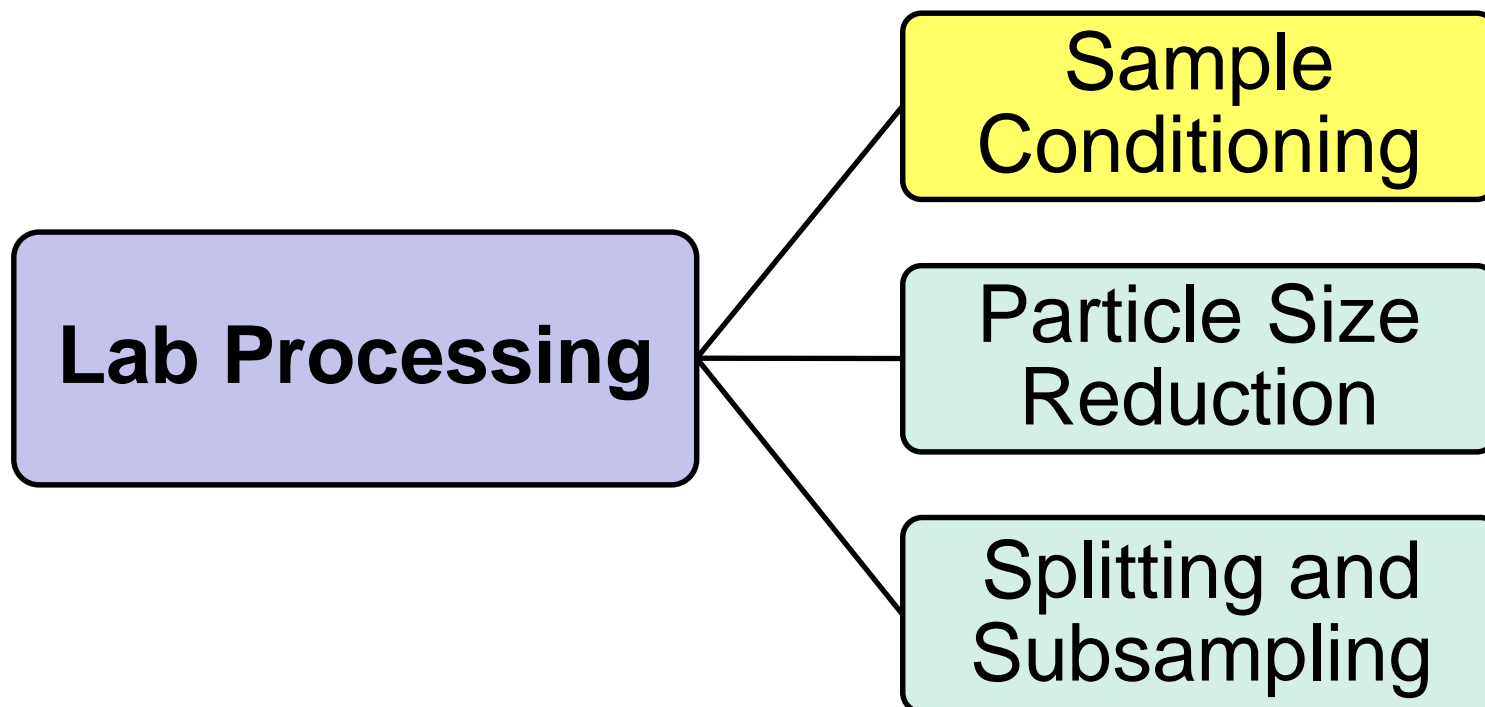 Sample
Conditioning
Lab Processing
Particle Size
Reduction
Splitting and
Subsampling